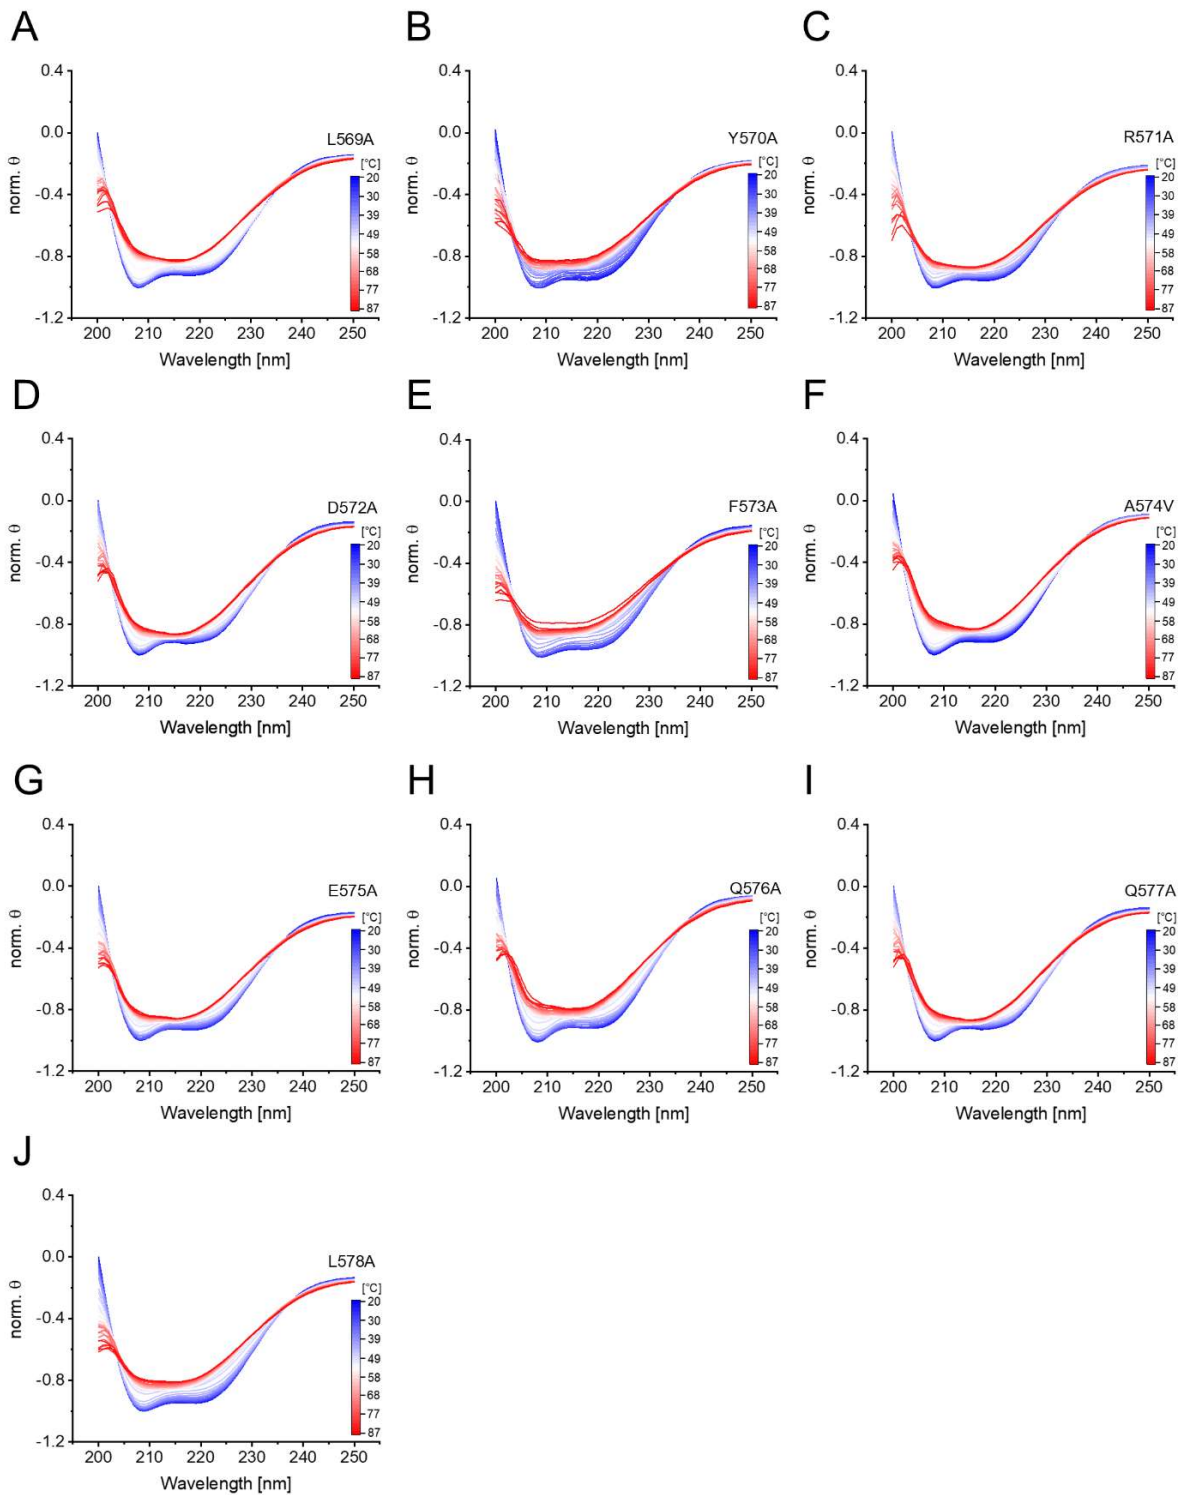 A
B
C
0.4
0.0
-0.4
-0.8
-1.2
norm. θ
L569A
[°C]
20
30
39
49
58
68
77
87
200 210 220 230 240 250
Wavelength [nm]
0.4
0.0
-0.4
-0.8
-1.2
norm. θ
Y570A
[°C]
20
30
39
49
58
68
77
87
200 210 220 230 240 250
Wavelength [nm]
0.4
0.0
-0.4
-0.8
-1.2
norm. θ
R571A
[°C]
20
30
39
49
58
68
77
87
200 210 220 230 240 250
Wavelength [nm]
D
E
F
0.4
0.0
-0.4
-0.8
-1.2
norm. θ
D572A
[°C]
20
30
39
49
58
68
77
87
200 210 220 230 240 250
Wavelength [nm]
0.4
0.0
-0.4
-0.8
-1.2
norm. θ
F573A
[°C]
20
30
39
49
58
68
77
87
200 210 220 230 240 250
Wavelength [nm]
0.4
0.0
-0.4
-0.8
-1.2
norm. θ
A574V
[°C]
20
30
39
49
58
68
77
87
200 210 220 230 240 250
Wavelength [nm]
G
H
I
0.4
0.0
-0.4
-0.8
-1.2
norm. θ
E575A
[°C]
20
30
39
49
58
68
77
87
200 210 220 230 240 250
Wavelength [nm]
0.4
0.0
-0.4
-0.8
-1.2
norm. θ
Q576A
[°C]
20
30
39
49
58
68
77
87
200 210 220 230 240 250
Wavelength [nm]
0.4
0.0
-0.4
-0.8
-1.2
norm. θ
Q577A
[°C]
20
30
39
49
58
68
77
87
200 210 220 230 240 250
Wavelength [nm]
J
0.4
0.0
-0.4
-0.8
-1.2
norm. θ
L578A
[°C]
20
30
39
49
58
68
77
87
200 210 220 230 240 250
Wavelength [nm]